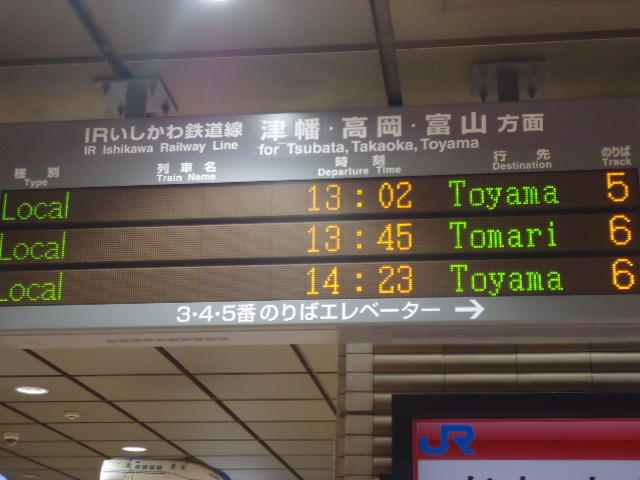 IRいしかわ鉄道線 津幡・高岡・富山 方面
IR Ishikawa Railway Line for Tsubata, Takaoka, Toyama
種別 列車名 時刻 行先 のりば
Type Train Name Departure Time Destination Track
Local 13:02 Toyama 5
Local 13:45 Tomari 6
Local 14:23 Toyama 6
3・4・5番のりばエレベーター →
JR